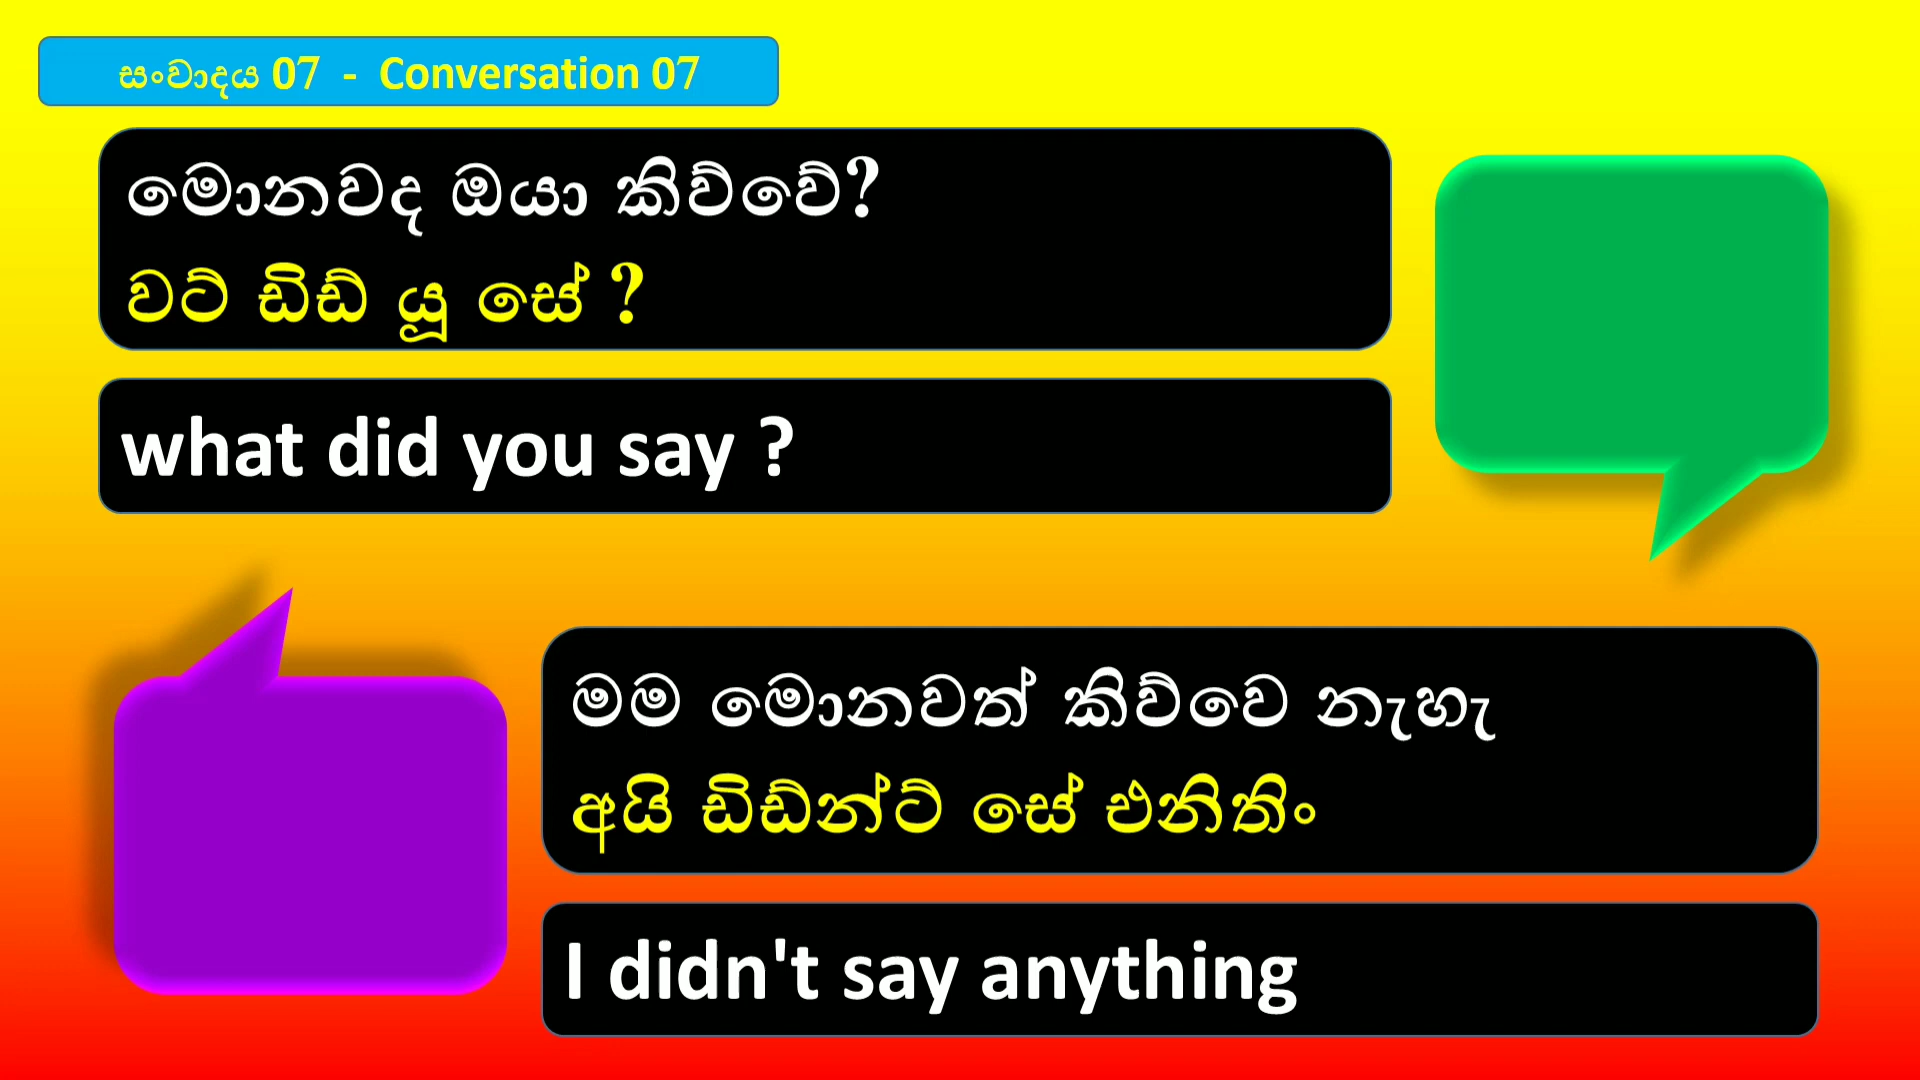 සංවාදය 07 - Conversation 07
මොනවද ඔයා කිව්වේ?
වට් ඩිඩ් යූ සේ ?
what did you say ?
මම මොනවත් කිව්වෙ නැහැ
අයි ඩිඩ්න්ට් සේ එනිතිං
I didn't say anything